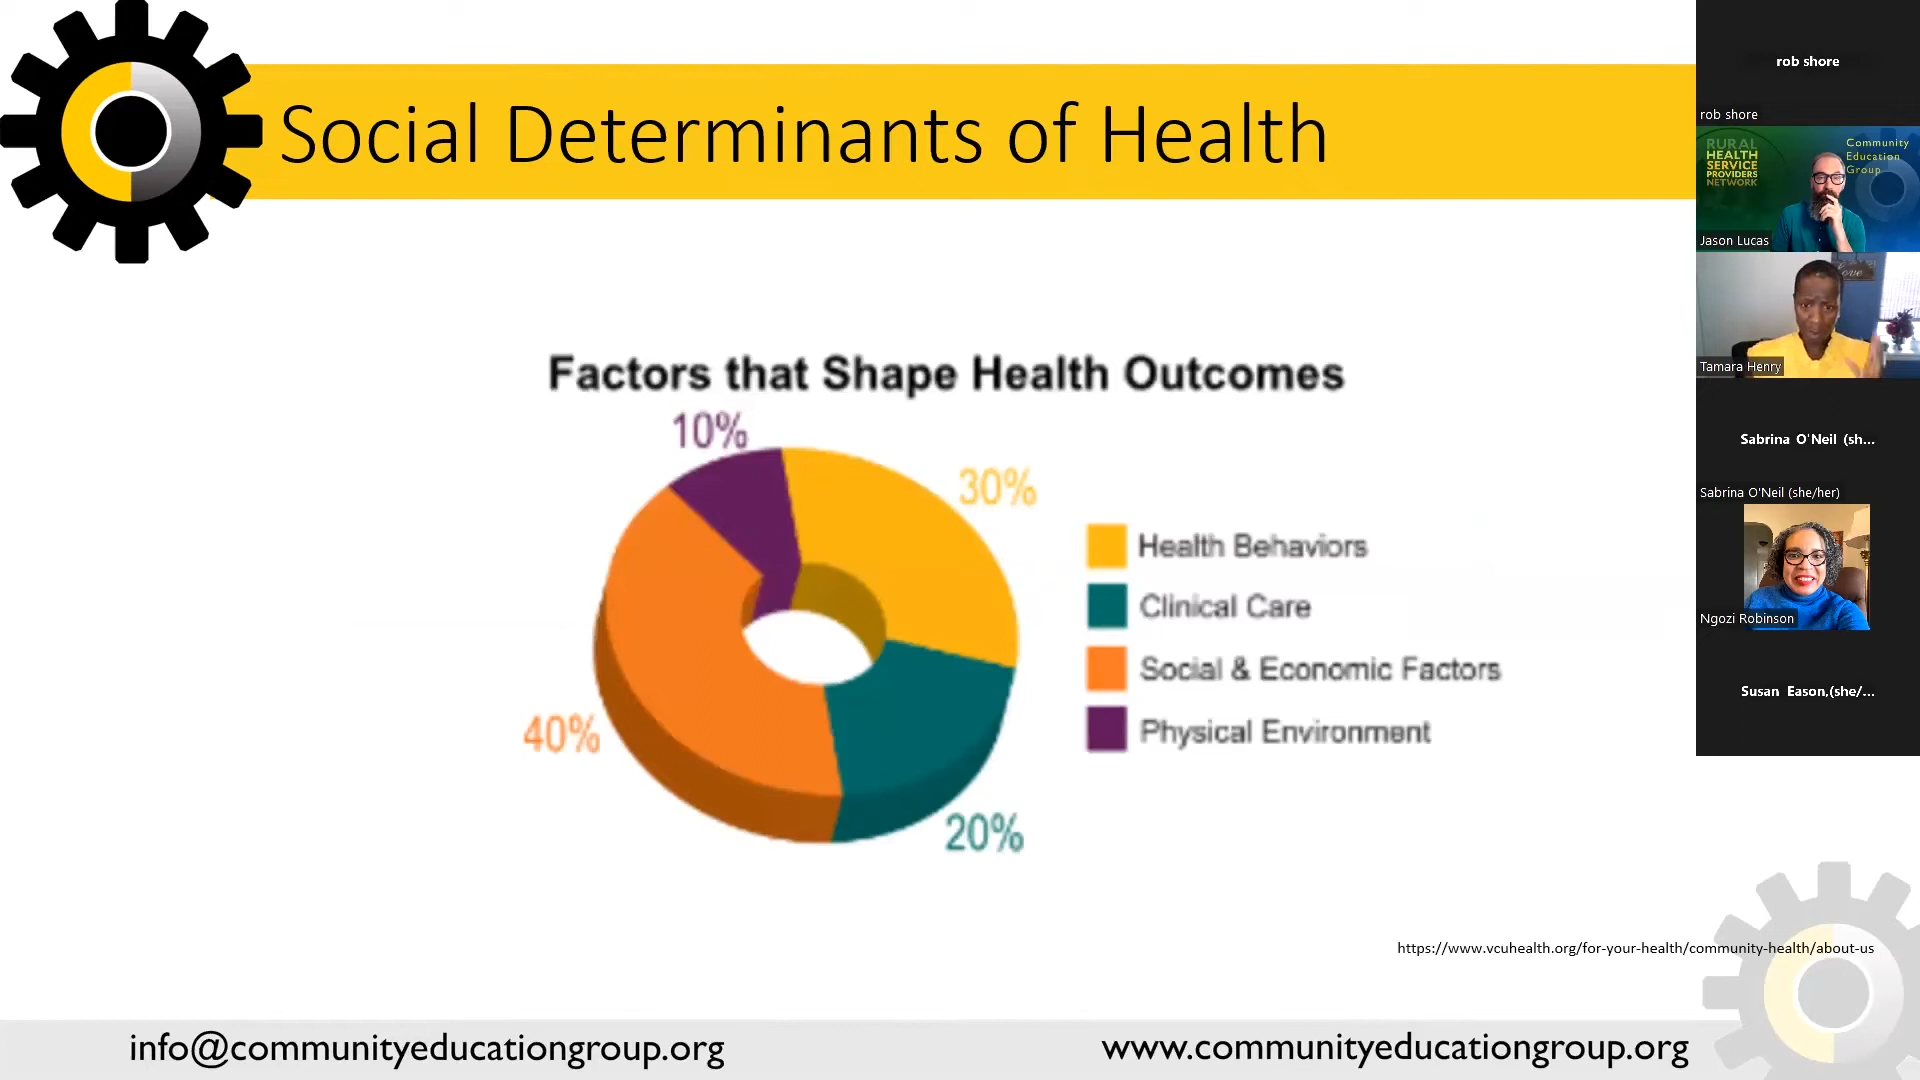 Social Determinants of Health
Factors that Shape Health Outcomes
10%
30%
40%
20%
Health Behaviors
Clinical Care
Social & Economic Factors
Physical Environment
https://www.vcuhealth.org/for-your-health/community-health/about-us
info@communityeducationgroup.org
www.communityeducationgroup.org
rob shore
rob shore
RURAL
HEALTH
SERVICE
PROVIDERS
NETWORK
Community
Education
Group
Jason Lucas
Tamara Henry
Sabrina O'Neil (sh...
Sabrina O'Neil (she/her)
Ngozi Robinson
Susan Eason,(she/...